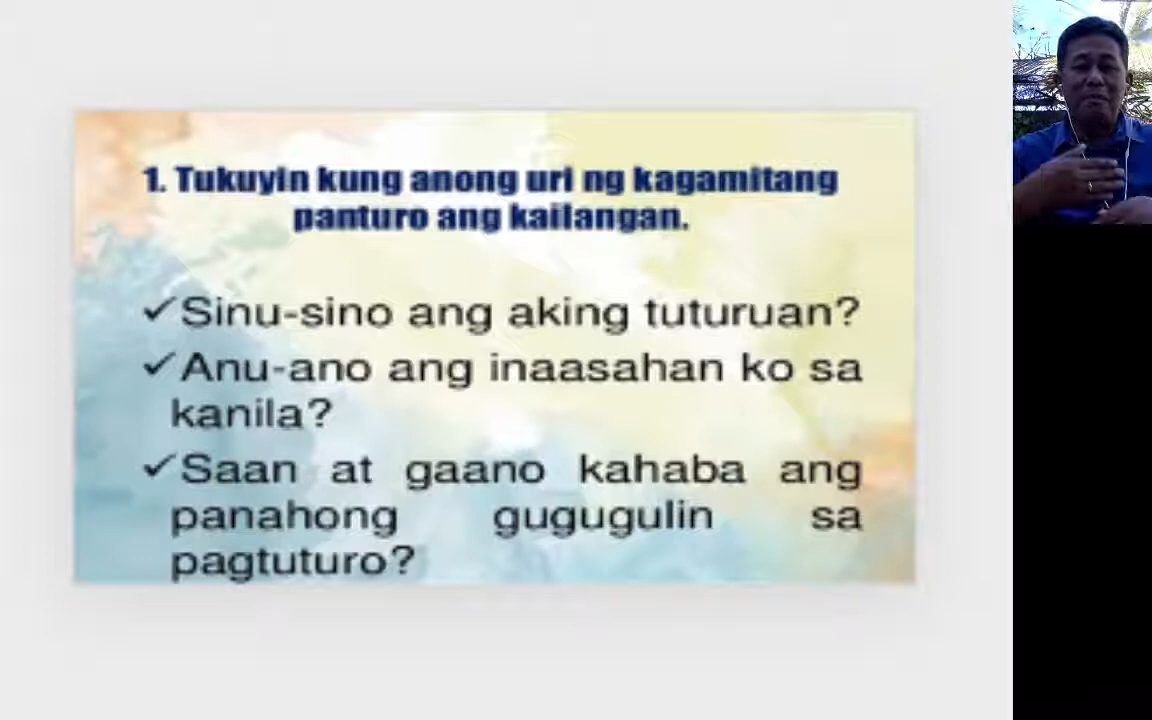 1. Tukuyin kung anong uri ng kagamitang
panturo ang kailangan.
✓Sinu-sino ang aking tuturuan?
✓Anu-ano ang inaasahan ko sa
kanila?
✓Saan at gaano kahaba ang
panahong gugugulin sa
pagtuturo?